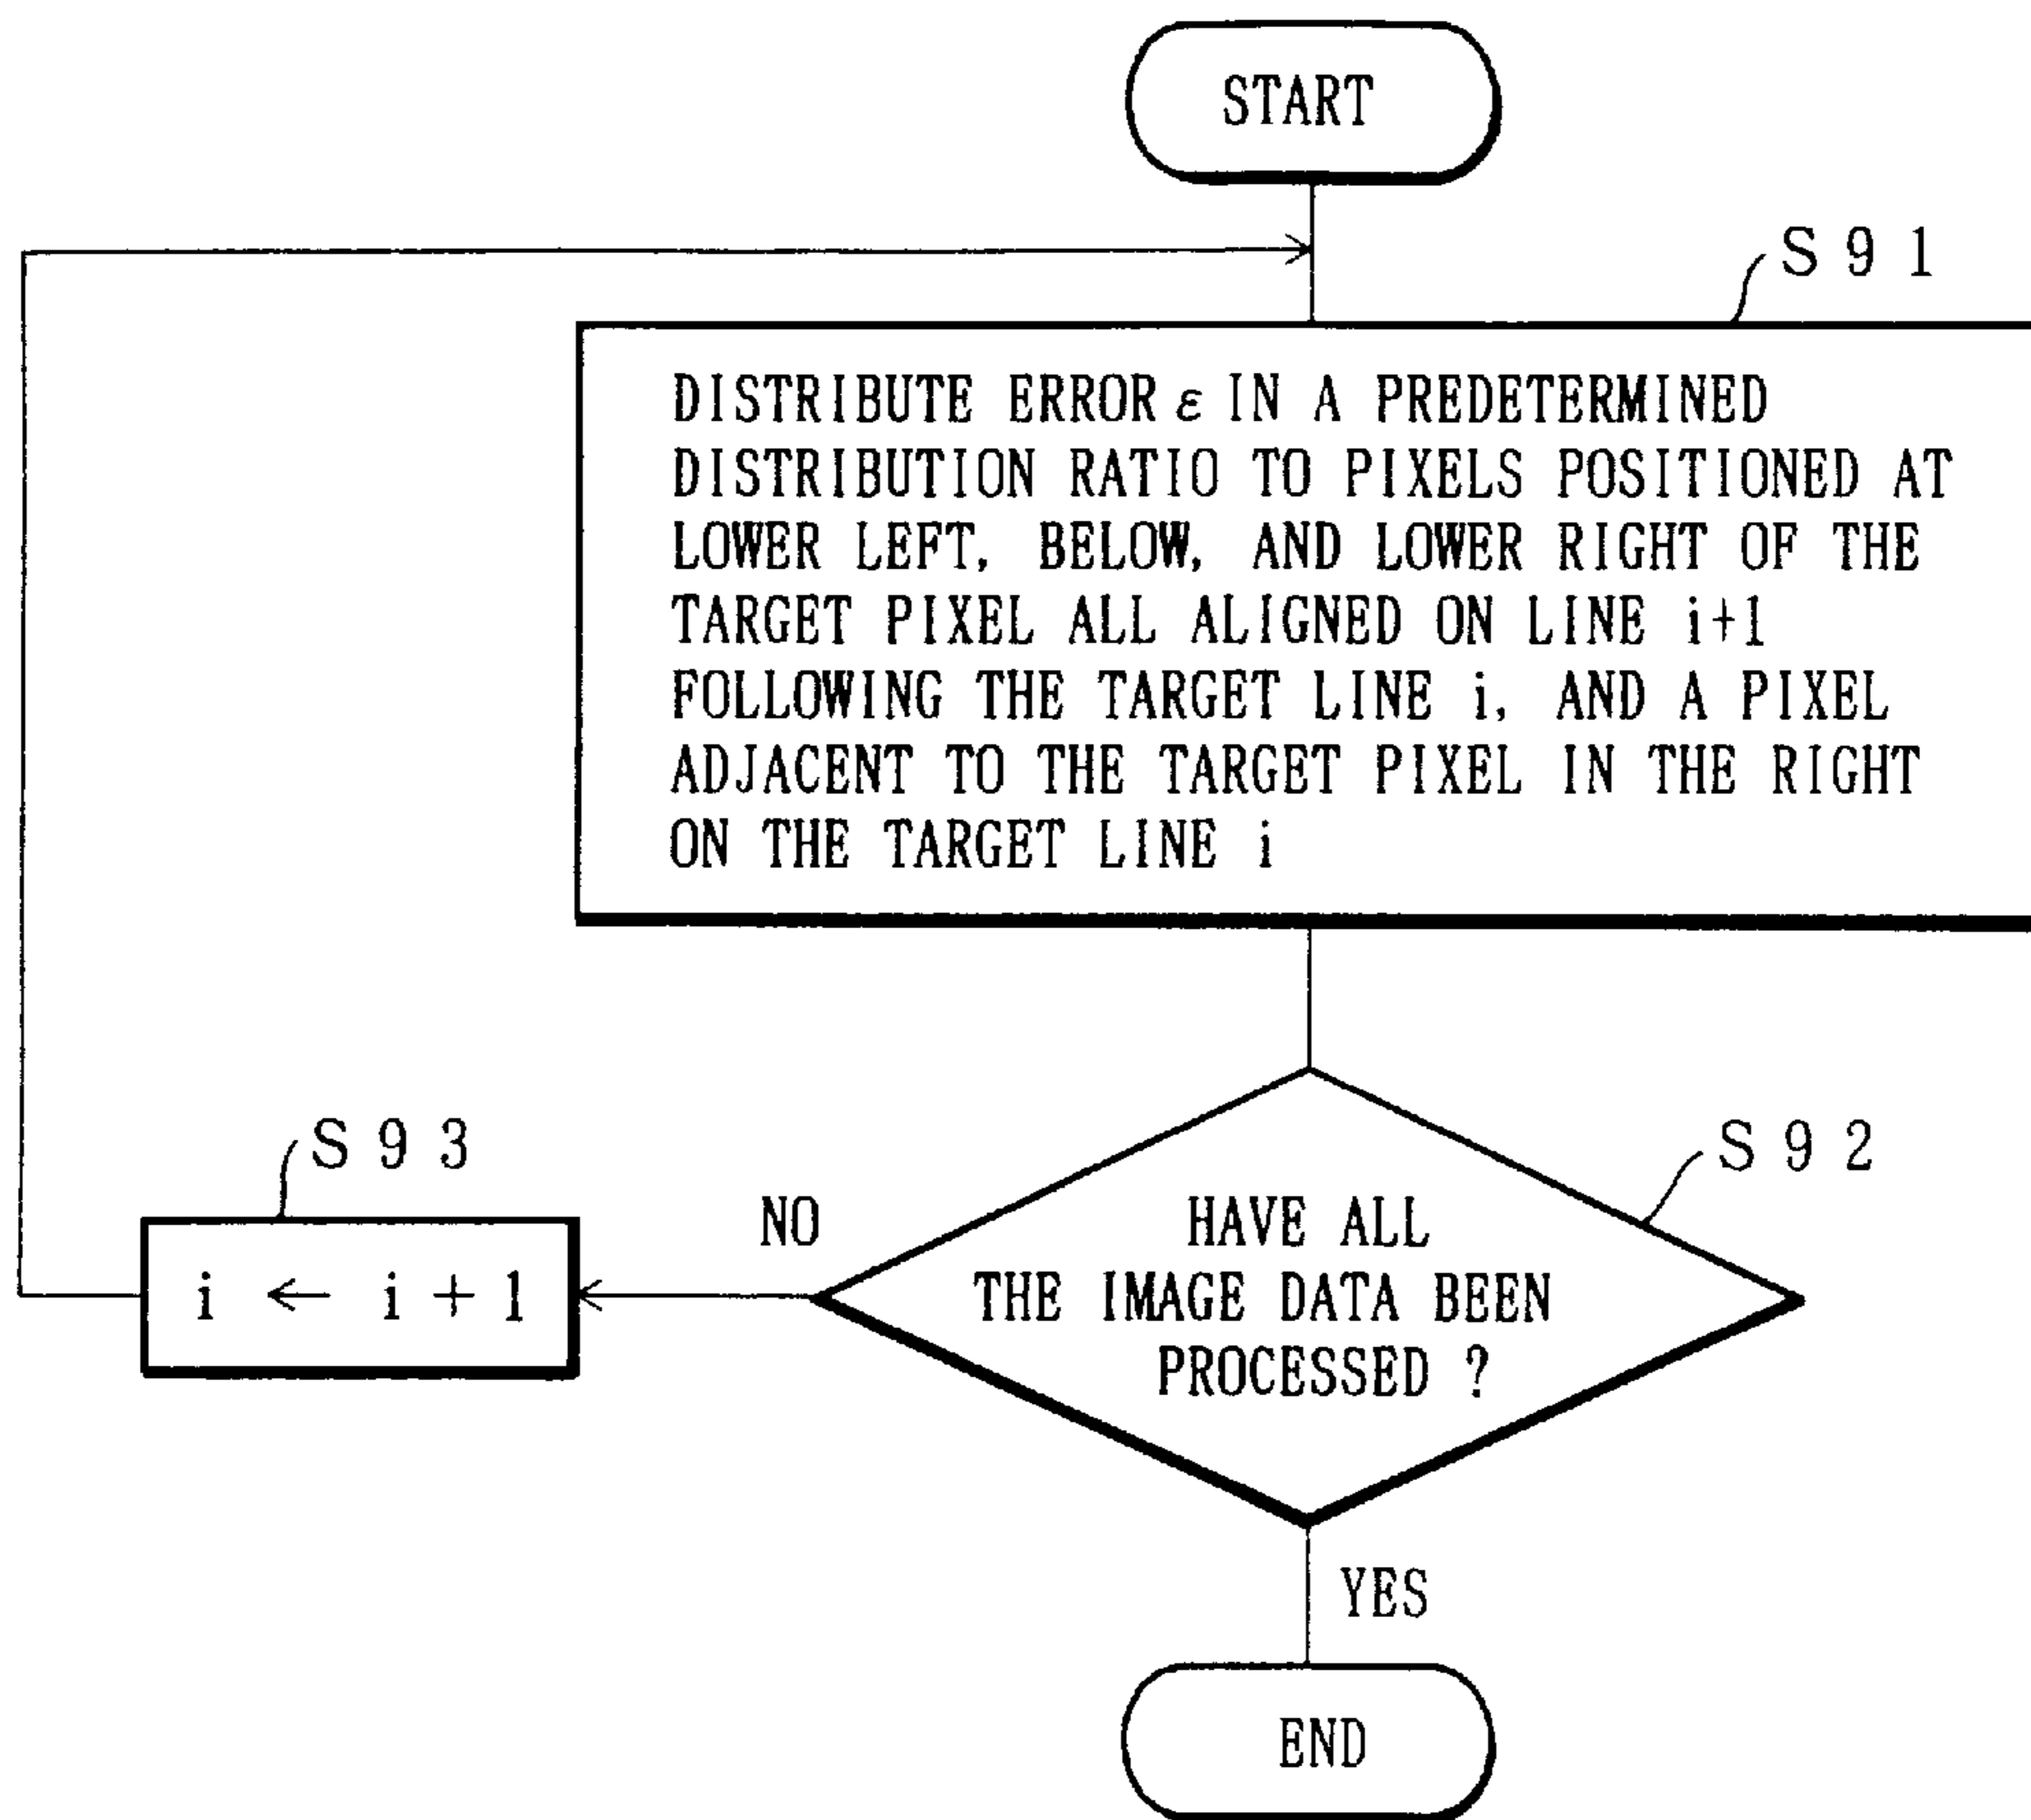 START
S91
DISTRIBUTE ERROR ε IN A PREDETERMINED
DISTRIBUTION RATIO TO PIXELS POSITIONED AT
LOWER LEFT, BELOW, AND LOWER RIGHT OF THE
TARGET PIXEL ALL ALIGNED ON LINE i+1
FOLLOWING THE TARGET LINE i, AND A PIXEL
ADJACENT TO THE TARGET PIXEL IN THE RIGHT
ON THE TARGET LINE i
S92
HAVE ALL
THE IMAGE DATA BEEN
PROCESSED ?
NO
S93
i ← i + 1
YES
END